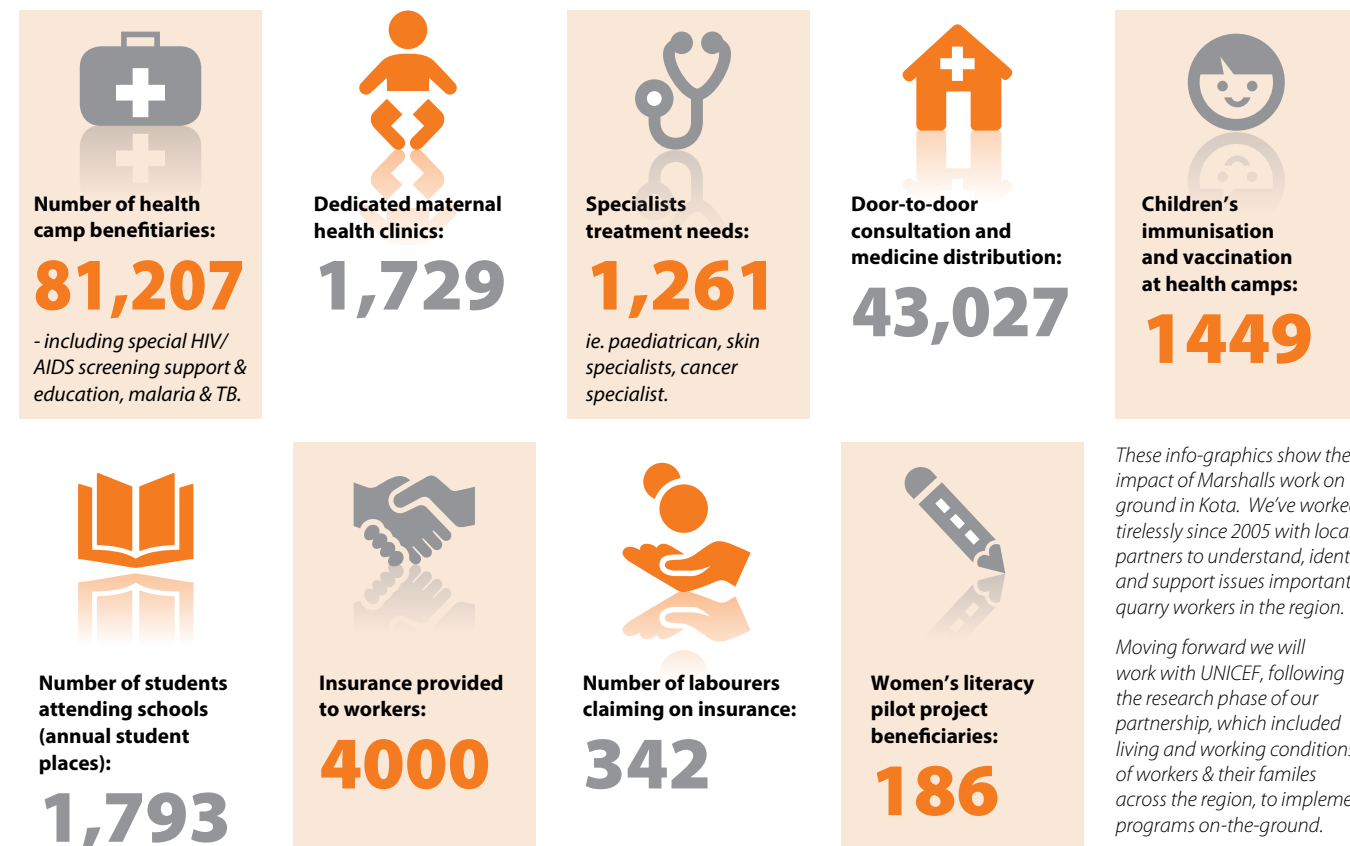 Number of health
camp benefitiaries:
81,207
- including special HIV/
AIDS screening support &
education, malaria & TB.
Dedicated maternal
health clinics:
1,729
Specialists
treatment needs:
1,261
ie. paediatrican, skin
specialists, cancer
specialist.
Door-to-door
consultation and
medicine distribution:
43,027
Children's
immunisation
and vaccination
at health camps:
1449
Number of students
attending schools
(annual student
places):
1,793
Insurance provided
to workers:
4000
Number of labourers
claiming on insurance:
342
Women's literacy
pilot project
beneficiaries:
186
These info-graphics show the
impact of Marshalls work on
ground in Kota. We've
tirelessly since 2005 with local
partners to understand,
and support issues important
quarry workers in the region.
Moving forward we will
work with UNICEF, following
the research phase of our
partnership, which included
living and working
of workers & their familes
across the region, to
programs on-the-ground.